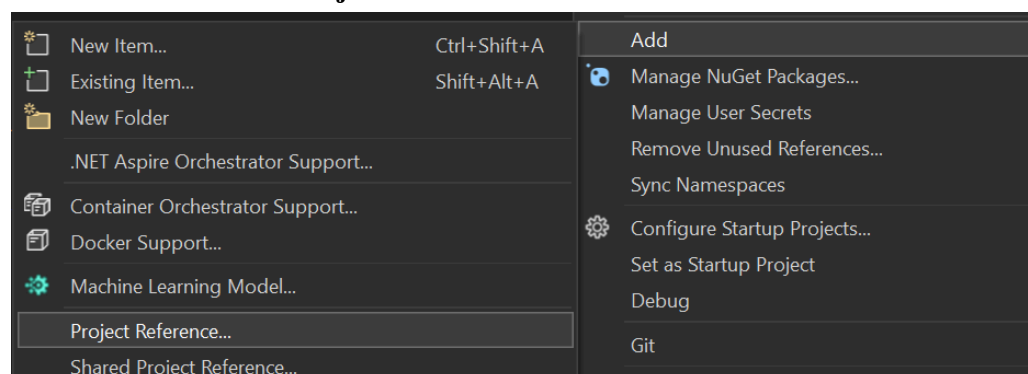 New Item... Ctrl+Shift+A
Existing Item... Shift+Alt+A
New Folder
.NET Aspire Orchestrator Support...
Container Orchestrator Support...
Docker Support...
Machine Learning Model...
Project Reference...
Shared Project Reference...
Add
Manage NuGet Packages...
Manage User Secrets
Remove Unused References...
Sync Namespaces
Configure Startup Projects...
Set as Startup Project
Debug
Git